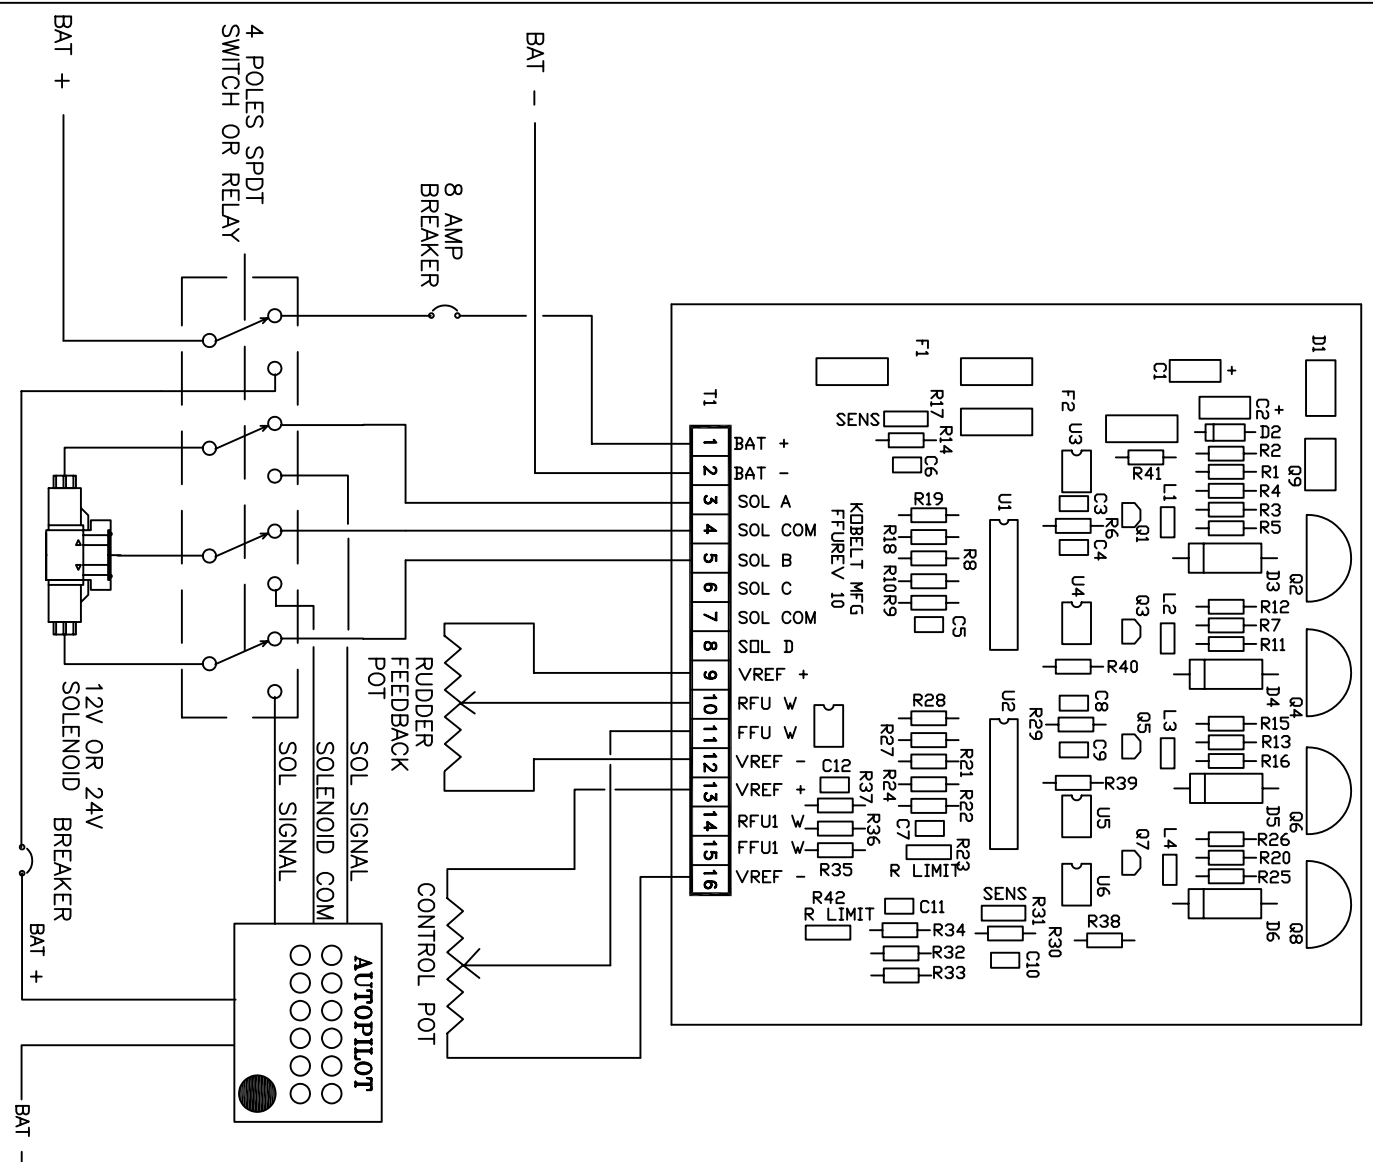 BAT +
4 POLES SPDT
SWITCH OR RELAY
BAT -
8 AMP
BREAKER
12V OR 24V
SOLENOID
BREAKER
BAT +
BAT -
SOL SIGNAL
SOLENOID COM
SOL SIGNAL
AUTOPILOT
RUDDER
FEEDBACK
POT
CONTROL POT
T1
1 BAT +
2 BAT -
3 SOL A
4 SOL COM
5 SOL B
6 SOL C
7 SOL COM
8 SOL D
9 VREF +
10 RFU W
11 FFU W
12 VREF -
13 VREF +
14 RFU1 W
15 FFU1 W
16 VREF -
KOBELT MFG
FFUREV 10
F1
F2
D1
C1 +
C2 +
D2
R2
R1
R4
R3
R5
Q9
R17
SENS
R14
C6
U3
R41
C3
R6
C4
Q1
L1
D3
Q2
R19
R18
R8
R10
R9
C5
U1
U4
Q3
L2
R12
R7
R11
R40
D4
Q4
R28
R27
R21
R24
R22
C7
R23
R LIMIT
U2
C8
R29
C9
Q5
L3
R15
R13
R16
R39
U5
D5
Q6
C12
R37
R36
R35
U6
Q7
L4
R26
R20
R25
D6
Q8
R42
R LIMIT
C11
R34
R32
R33
SENS
R31
R30
C10
R38